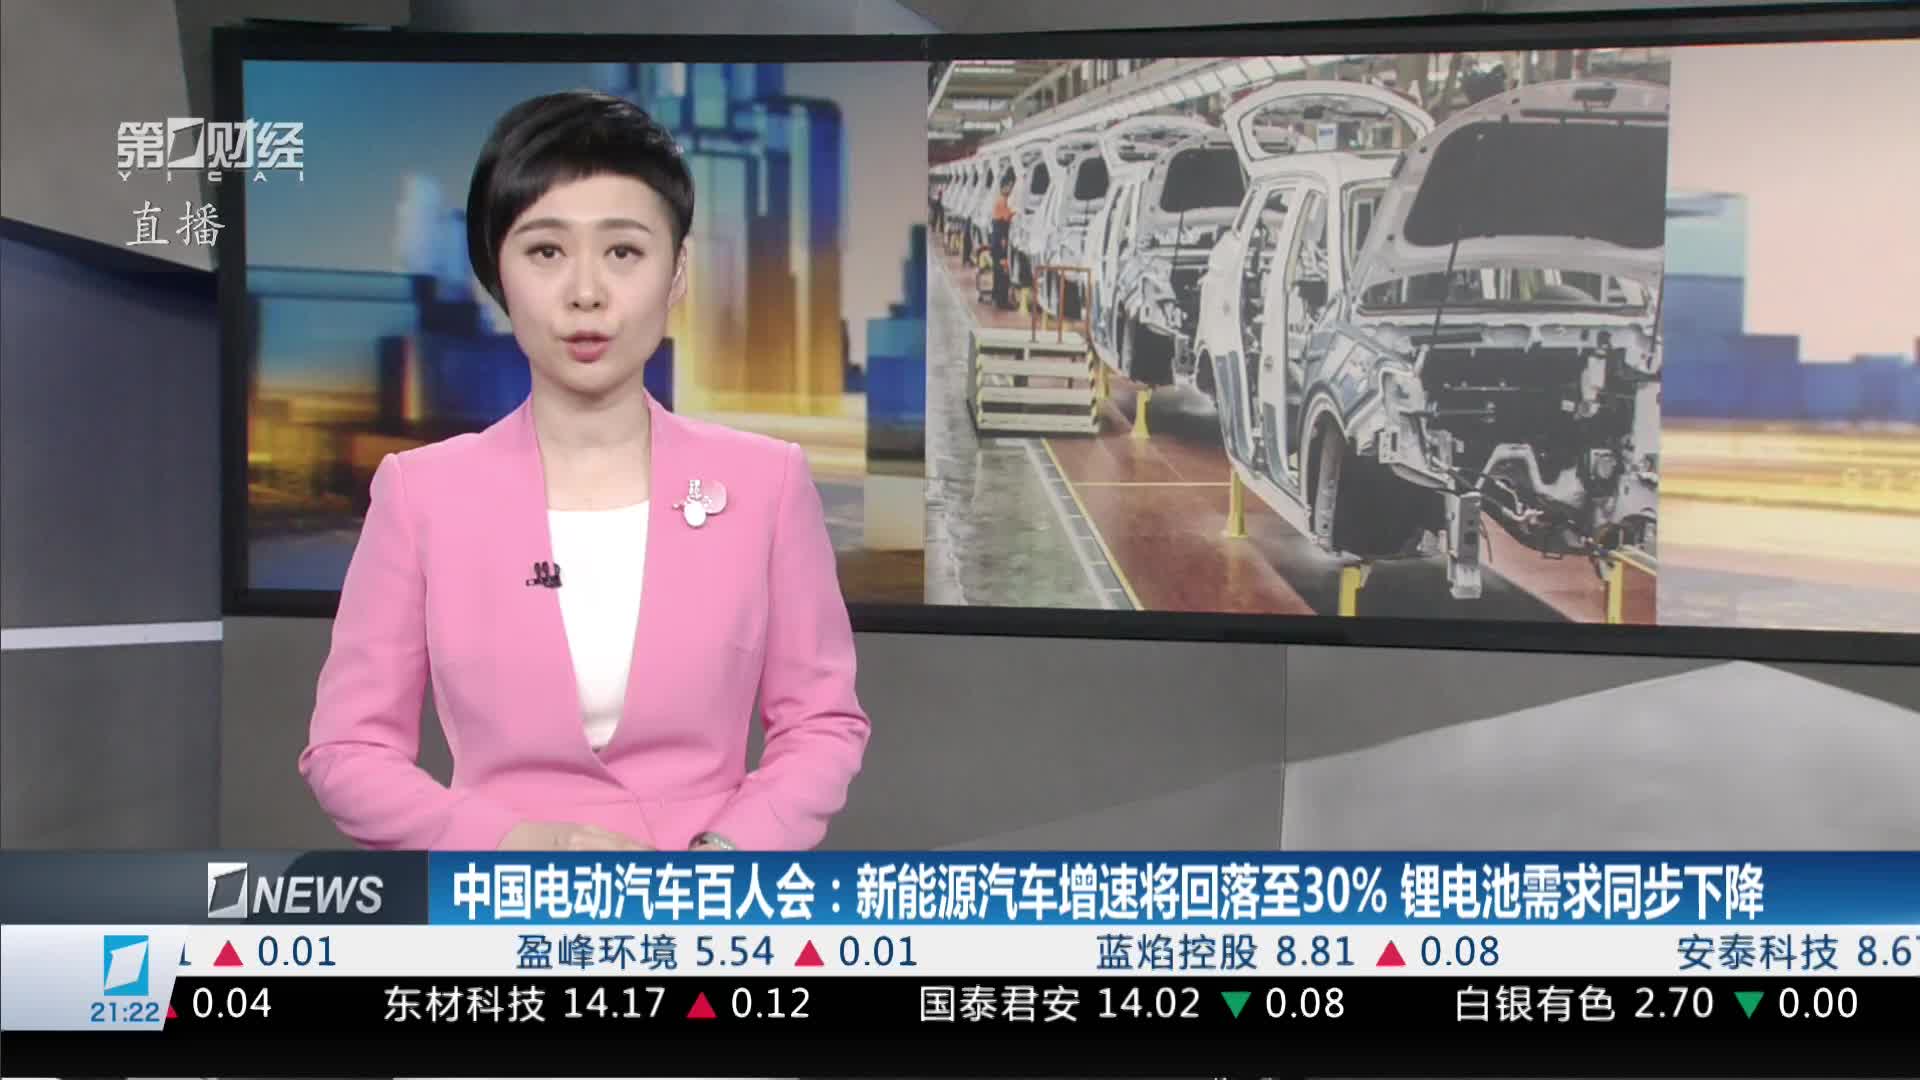 第一财经
YICAI
直播
NEWS
中国电动汽车百人会：新能源汽车增速将回落至30% 锂电池需求同步下降
▲ 0.01 盈峰环境 5.54 ▲ 0.01 蓝焰控股 8.81 ▲ 0.08 安泰科技 8.6
21:22
0.04 东材科技 14.17 ▲ 0.12 国泰君安 14.02 ▼ 0.08 白银有色 2.70 ▼ 0.00